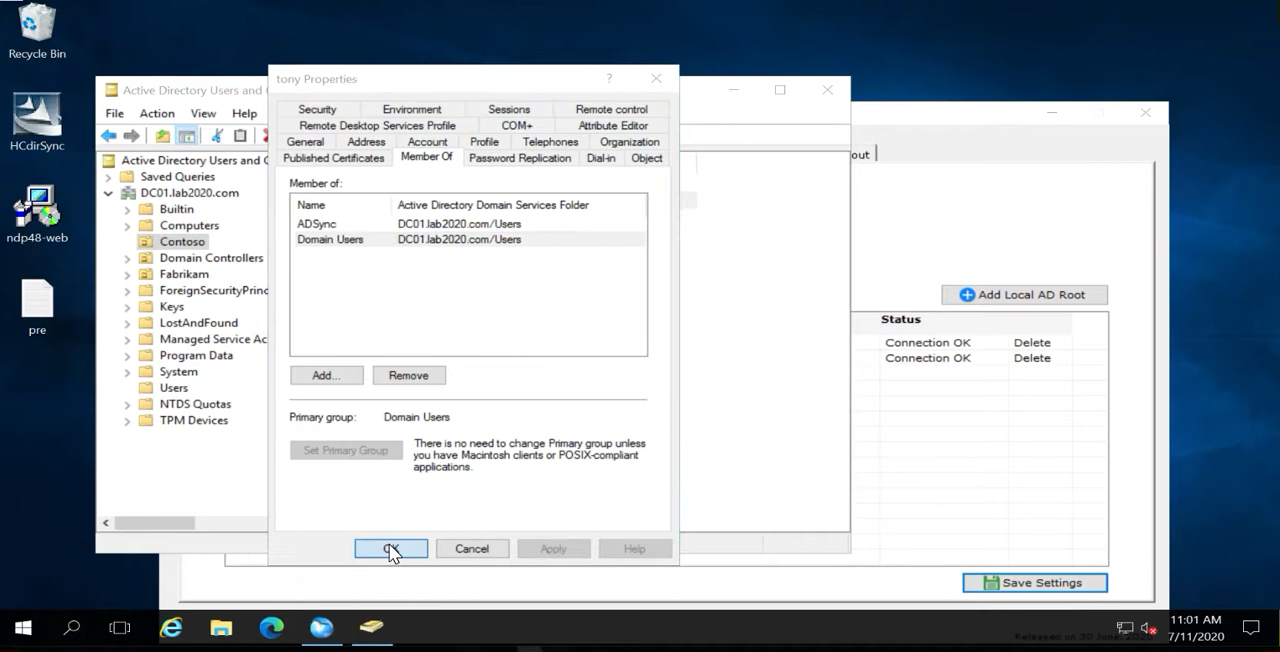 Recycle Bin
HCdirSync
ndp48-web
pre
Active Directory Users and C
File Action View Help
Active Directory Users and C
Saved Queries
DC01.lab2020.com
Builtin
Computers
Contoso
Domain Controllers
Fabrikam
ForeignSecurityPrinc
Keys
LostAndFound
Managed Service Ac
Program Data
System
Users
NTDS Quotas
TPM Devices
tony Properties
?
Security Environment Sessions Remote control
Remote Desktop Services Profile COM+ Attribute Editor
General Address Account Profile Telephones Organization
Published Certificates Member Of Password Replication Dial-in Object
Member of:
Name Active Directory Domain Services Folder
ADSync DC01.lab2020.com/Users
Domain Users DC01.lab2020.com/Users
Add... Remove
Primary group: Domain Users
Set Primary Group
There is no need to change Primary group unless
you have Macintosh clients or POSIX-compliant
applications.
OK Cancel Apply Help
out
Add Local AD Root
Status
Connection OK Delete
Connection OK Delete
Save Settings
Released on 30 June, 
11:01 AM
7/11/2020